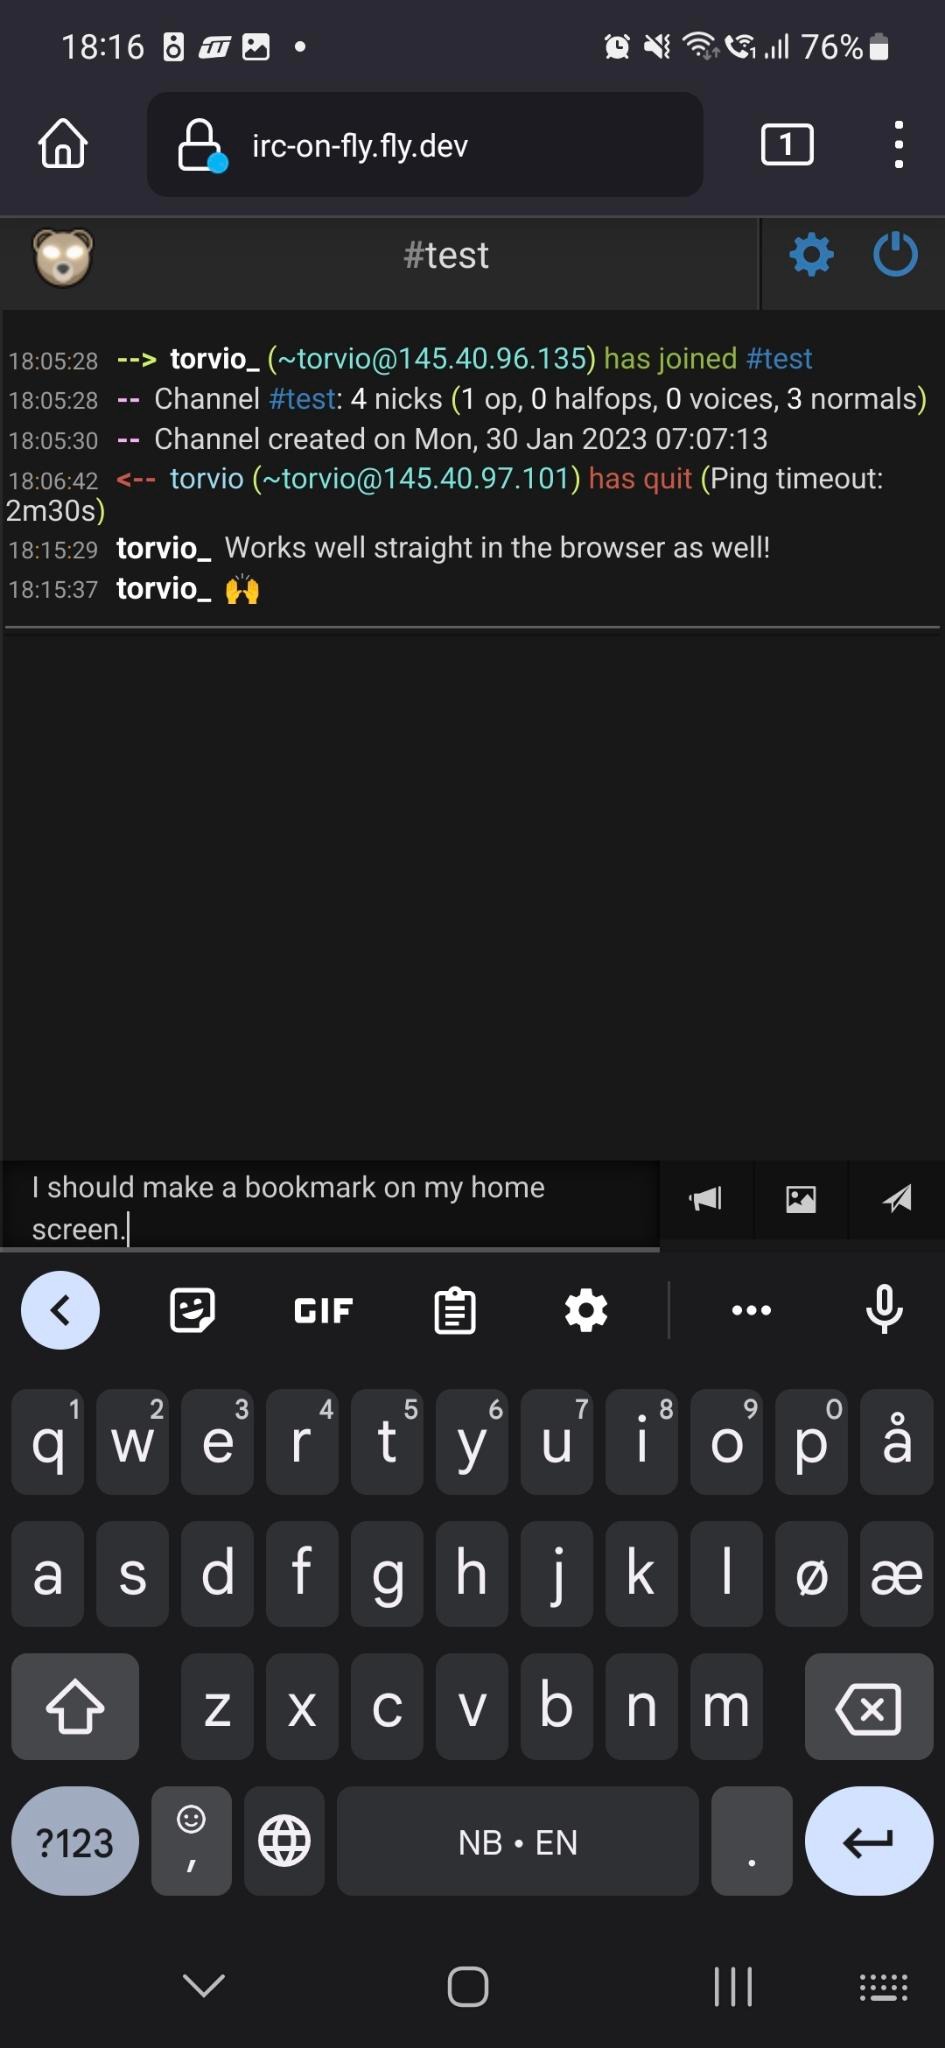 18:16 76%
irc-on-fly.fly.dev 1
#test
18:05:28 --> torvio_ (~torvio@145.40.96.135) has joined #test
18:05:28 -- Channel #test: 4 nicks (1 op, 0 halfops, 0 voices, 3 normals)
18:05:30 -- Channel created on Mon, 30 Jan 2023 07:07:13
18:06:42 <-- torvio (~torvio@145.40.97.101) has quit (Ping timeout:
2m30s)
18:15:29 torvio_ Works well straight in the browser as well!
18:15:37 torvio_ 🙌
I should make a bookmark on my home
screen.
GIF
1 2 3 4 5 6 7 8 9 0
q w e r t y u i o p å
a s d f g h j k l ø æ
z x c v b n m
?123 , NB • EN .